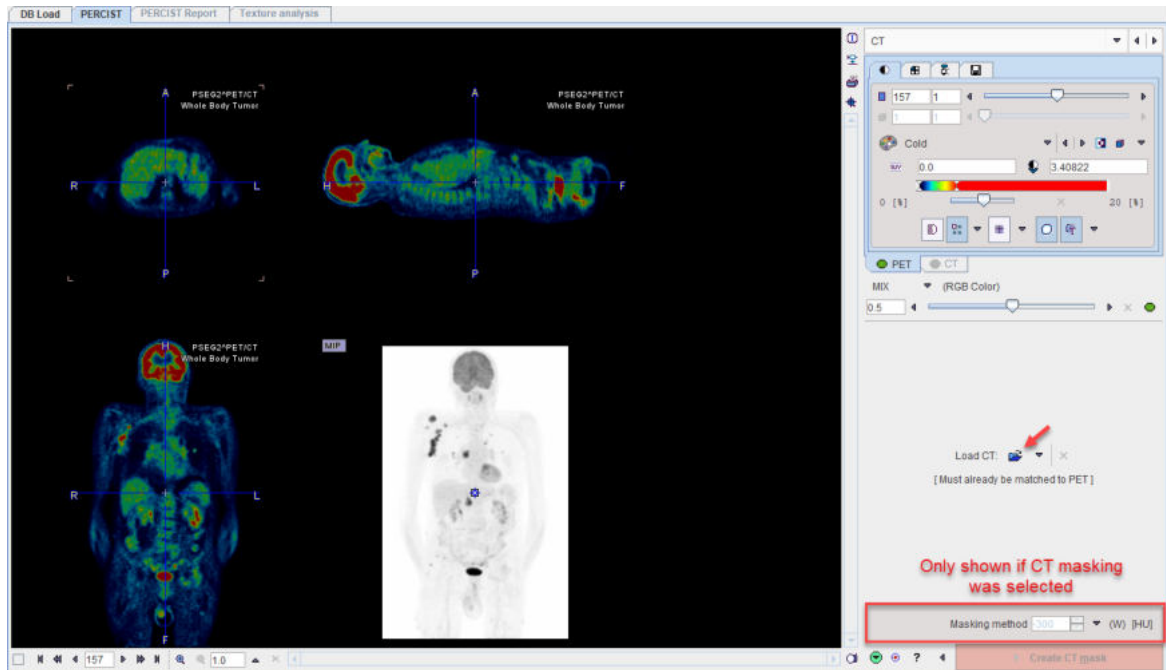 DB Load PERCIST PERCIST Report Texture analysis
CT
A PSEG2^PET/CT
Whole Body Tumor
A PSEG2^PET/CT
Whole Body Tumor
157 1
1 1
Cold
R L H F
SUV 0.0 3.40822
0 [%] 20 [%]
P P
PET CT
MIX (RGB Color)
0.5
H PSEG2^PET/CT
Whole Body Tumor
MIP
Load CT:
[ Must already be matched to PET ]
R L
Only shown if CT masking
was selected
Masking method -300 (W) [HU]
F
157 1.0 ? Create CT mask